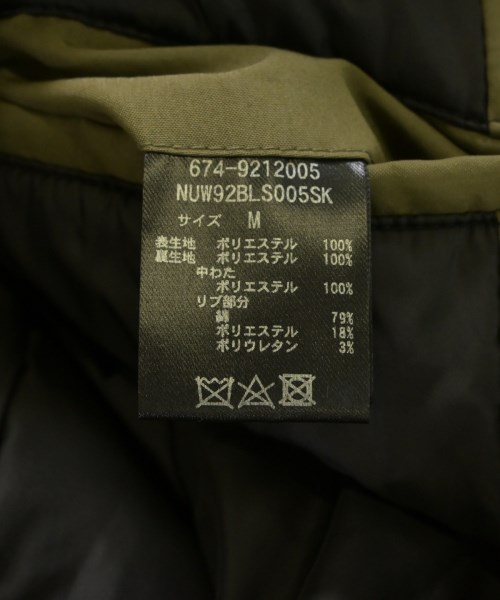 674-9212005
NUW92BLS005SK
サイズ M
表生地 ポリエステル 100%
裏生地 ポリエステル 100%
中わた
ポリエステル 100%
リブ部分
綿 79%
ポリエステル 18%
ポリウレタン 3%